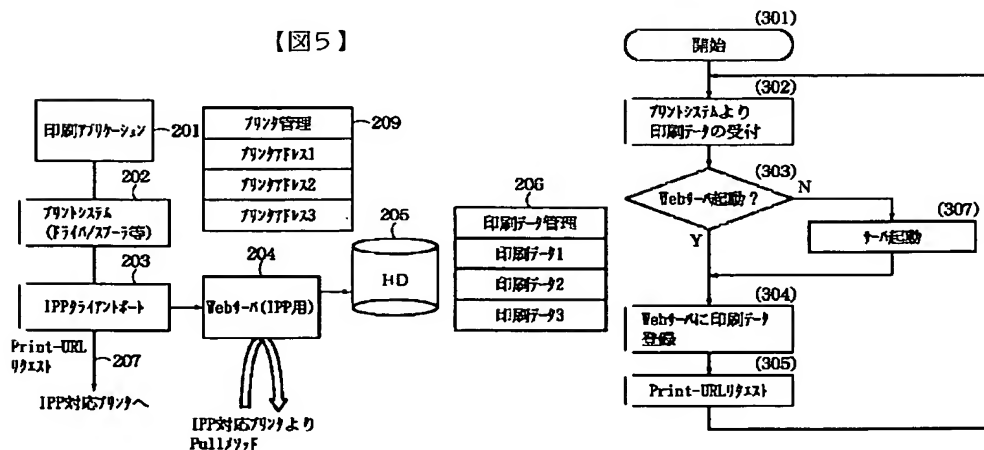 【図5】
印刷アプリケーション
201
プリンタ管理
プリンタアドレス1
プリンタアドレス2
プリンタアドレス3
209
202
プリントシステム
(ドライバ/スプーラ等)
203
IPPクライアントポート
Print-URL
リクエスト
207
IPP対応プリンタへ
204
Webサーバ(IPP用)
IPP対応プリンタより
Pullメソッド
205
HD
206
印刷データ管理
印刷データ1
印刷データ2
印刷データ3
(301)
開始
(302)
プリントシステムより
印刷データの受付
(303)
Webサーバ起動?
N
Y
(307)
サーバ起動
(304)
Webサーバに印刷データ
登録
(305)
Print-URLリクエスト